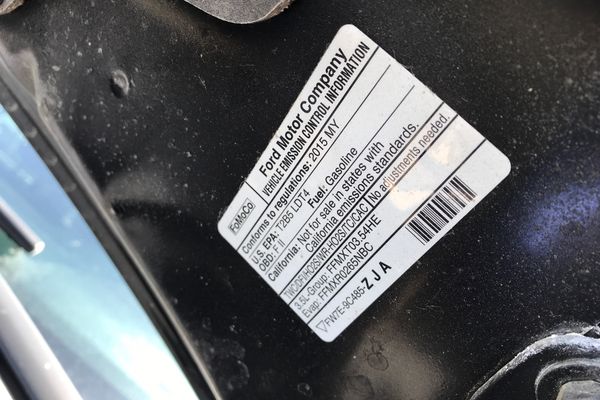 FoMoCo
Ford Motor Company
VEHICLE EMISSION CONTROL INFORMATION
Conforms to regulations: 2015 MY
U.S. EPA: T2B5 LDT4 Fuel: Gasoline
OBD: F II
California: Not for sale in states with
California emissions standards.
TWC/DFI/HO2S/WR-HO2S/TC/CAC No adjustments needed.
3.5L-Group: FFMXT03.54HE
Evap: FFMXR0265NBC
FW7E-9C485-ZJA